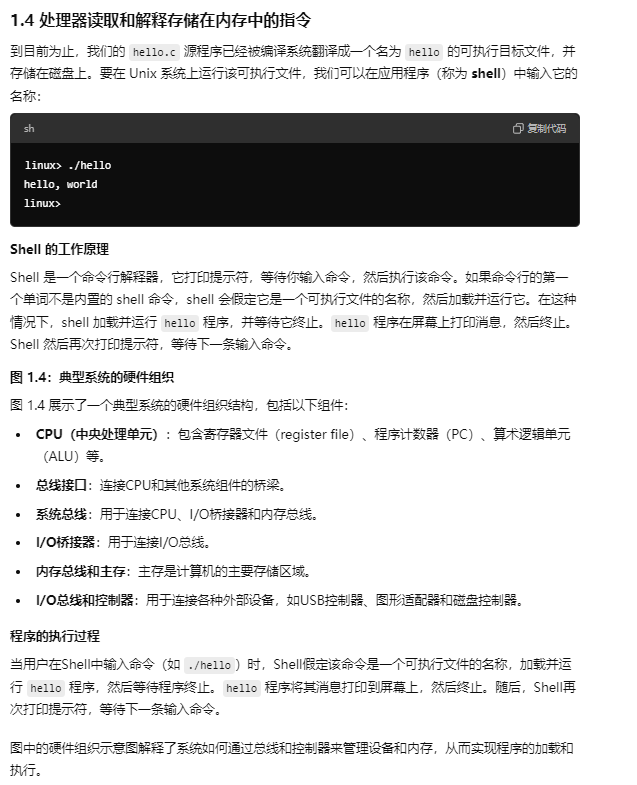 1.4 处理器读取和解释存储在内存中的指令
到目前为止，我们的 hello.c 源程序已经被编译系统翻译成一个名为 hello 的可执行目标文件，并
存储在磁盘上。要在 Unix 系统上运行该可执行文件，我们可以在应用程序（称为 shell）中输入它的
名称：
sh 复制代码
linux> ./hello
hello, world
linux>
Shell 的工作原理
Shell 是一个命令行解释器，它打印提示符，等待你输入命令，然后执行该命令。如果命令行的第一
个单词不是内置的 shell 命令，shell 会假定它是一个可执行文件的名称，然后加载并运行它。在这种
情况下，shell 加载并运行 hello 程序，并等待它终止。hello 程序在屏幕上打印消息，然后终止。
Shell 然后再次打印提示符，等待下一条输入命令。
图 1.4：典型系统的硬件组织
图 1.4 展示了一个典型系统的硬件组织结构，包括以下组件：
• CPU（中央处理单元）：包含寄存器文件（register file）、程序计数器（PC）、算术逻辑单元
（ALU）等。
• 总线接口：连接CPU和其他系统组件的桥梁。
• 系统总线：用于连接CPU、I/O桥接器和内存总线。
• I/O桥接器：用于连接I/O总线。
• 内存总线和主存：主存是计算机的主要存储区域。
• I/O总线和控制器：用于连接各种外部设备，如USB控制器、图形适配器和磁盘控制器。
程序的执行过程
当用户在Shell中输入命令（如 ./hello）时，Shell假定该命令是一个可执行文件的名称，加载并运
行 hello 程序，然后等待程序终止。hello 程序将其消息打印到屏幕上，然后终止。随后，Shell再
次打印提示符，等待下一条输入命令。
图中的硬件组织示意图解释了系统如何通过总线和控制器来管理设备和内存，从而实现程序的加载和
执行。